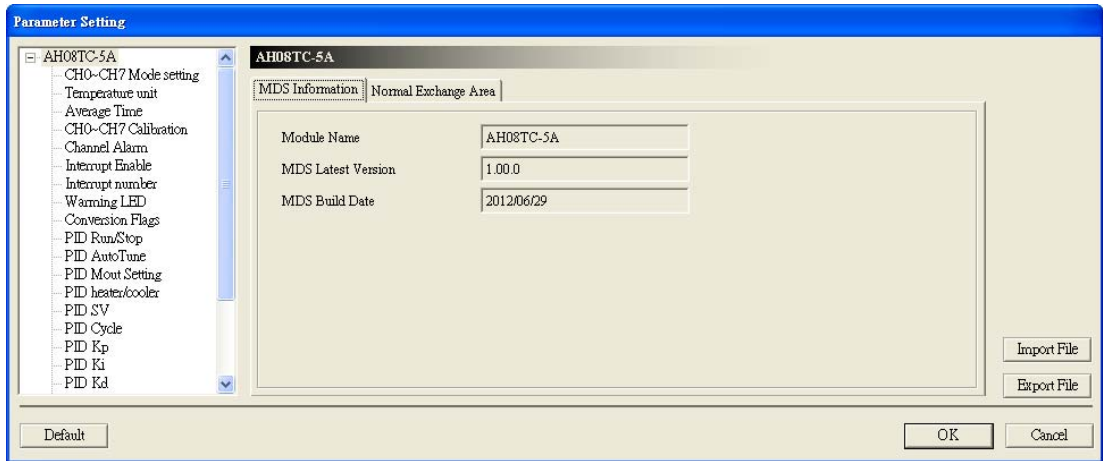 Parameter Setting
AH08TC-5A
CH0~CH7 Mode setting
Temperature unit
Average Time
CH0~CH7 Calibration
Channel Alarm
Interrupt Enable
Interrupt number
Warming LED
Conversion Flags
PID Run/Stop
PID AutoTune
PID Mout Setting
PID heater/cooler
PID SV
PID Cycle
PID Kp
PID Ki
PID Kd
AH08TC-5A
MDS Information
Normal Exchange Area
Module Name AH08TC-5A
MDS Latest Version 1.00.0
MDS Build Date 2012/06/29
Import File
Export File
Default
OK
Cancel